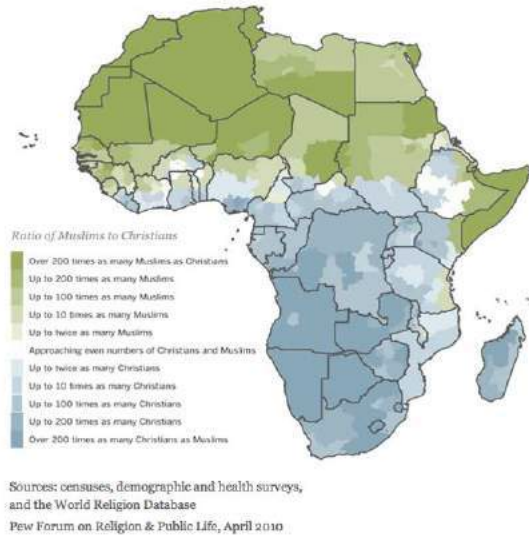 Ratio of Muslims to Christians
Over 200 times as many Muslims as Christians
Up to 200 times as many Muslims
Up to 100 times as many Muslims
Up to 10 times as many Muslims
Up to twice as many Muslims
Approaching even numbers of Christians and Muslims
Up to twice as many Christians
Up to 10 times as many Christians
Up to 100 times as many Christians
Up to 200 times as many Christians
Over 200 times as many Christians as Muslims
Sources: censuses, demographic and health surveys,
and the World Religion Database
Pew Forum on Religion & Public Life, April 2010